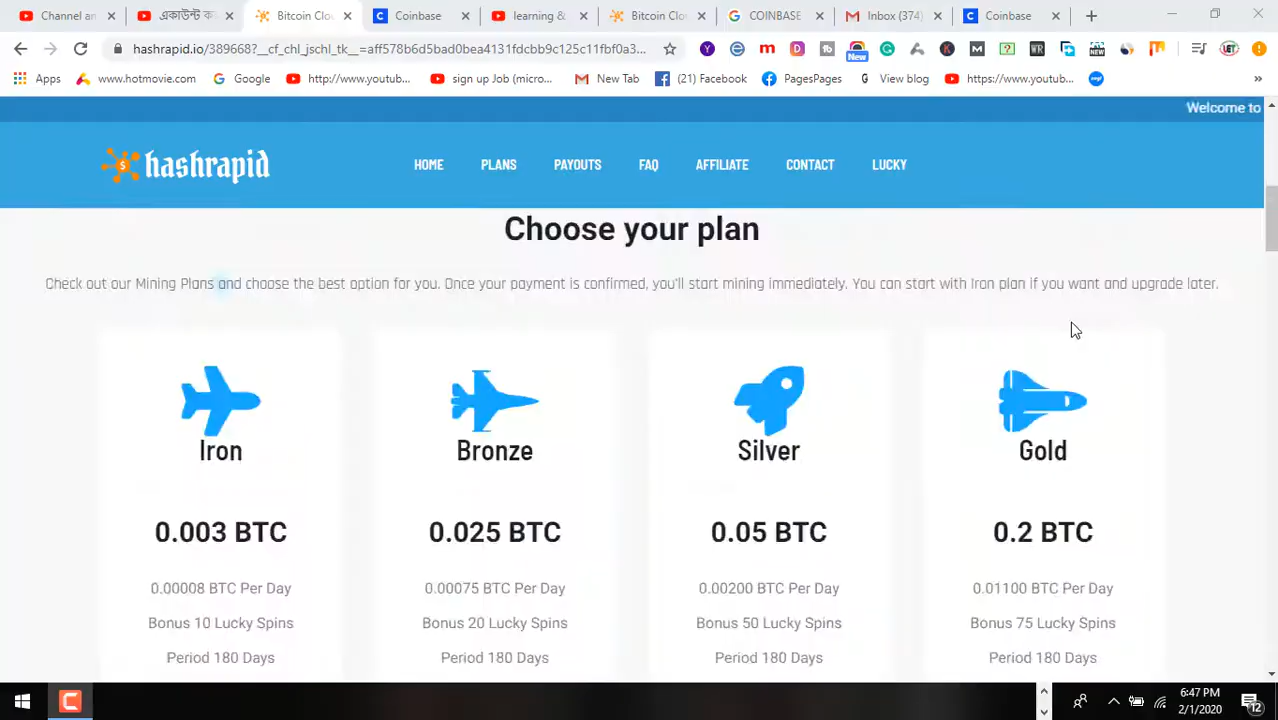 Channel an
একাউন্ট কা
Bitcoin Clou
Coinbase
learning &
Bitcoin Clou
COINBASE
Inbox (374)
Coinbase
hashrapid.io/389668?__cf_chl_jschl_tk__=aff578b6d5bad0bea4131fdcbb9c125c11fbf0a3...
New
Apps
www.hotmovie.com
Google
http://www.youtub...
sign up Job (micro...
New Tab
(21) Facebook
PagesPages
View blog
https://www.youtub...
»
Welcome to
hashrapid
HOME
PLANS
PAYOUTS
FAQ
AFFILIATE
CONTACT
LUCKY
Choose your plan
Check out our Mining Plans and choose the best option for you. Once your payment is confirmed, you'll start mining immediately. You can start with Iron plan if you want and upgrade later.
Iron
Bronze
Silver
Gold
0.003 BTC
0.025 BTC
0.05 BTC
0.2 BTC
0.00008 BTC Per Day
0.00075 BTC Per Day
0.00200 BTC Per Day
0.01100 BTC Per Day
Bonus 10 Lucky Spins
Bonus 20 Lucky Spins
Bonus 50 Lucky Spins
Bonus 75 Lucky Spins
Period 180 Days
Period 180 Days
Period 180 Days
Period 180 Days
6:47 PM
2/1/2020
12